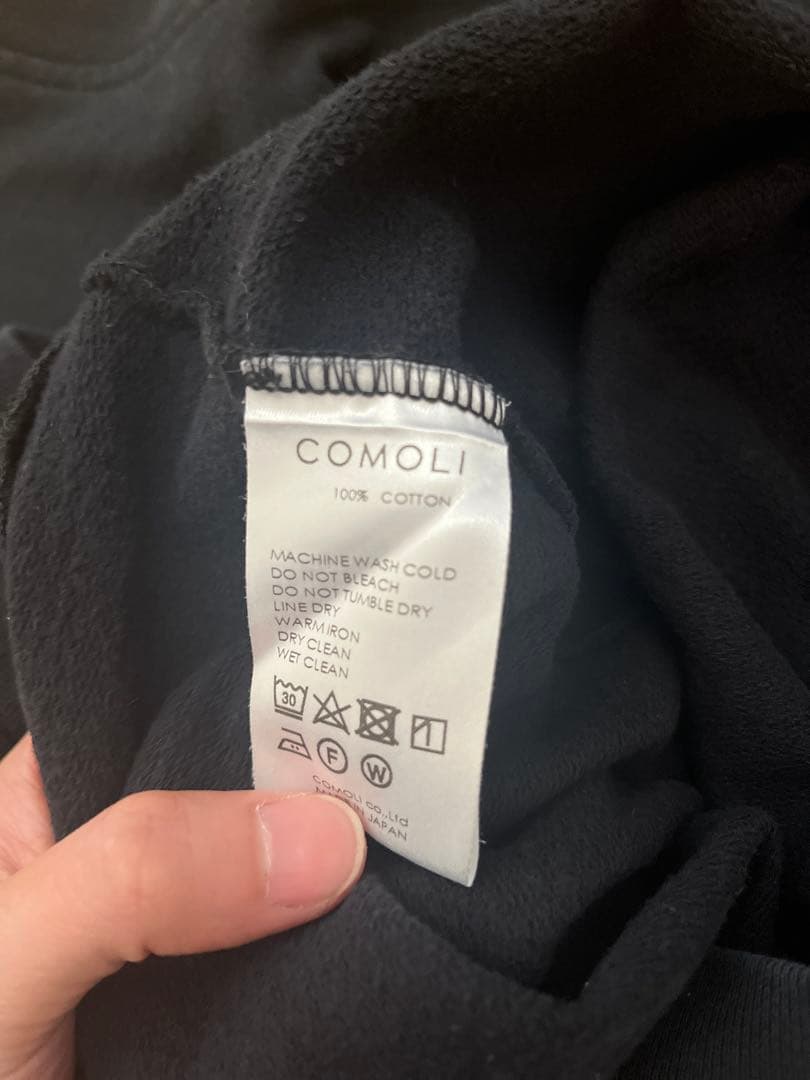 COMOLI
100% COTTON
MACHINE WASH COLD
DO NOT BLEACH
DO NOT TUMBLE DRY
LINE DRY
WARM IRON
DRY CLEAN
WET CLEAN
30
F W
COMOLI co.,Ltd
IN JAPAN